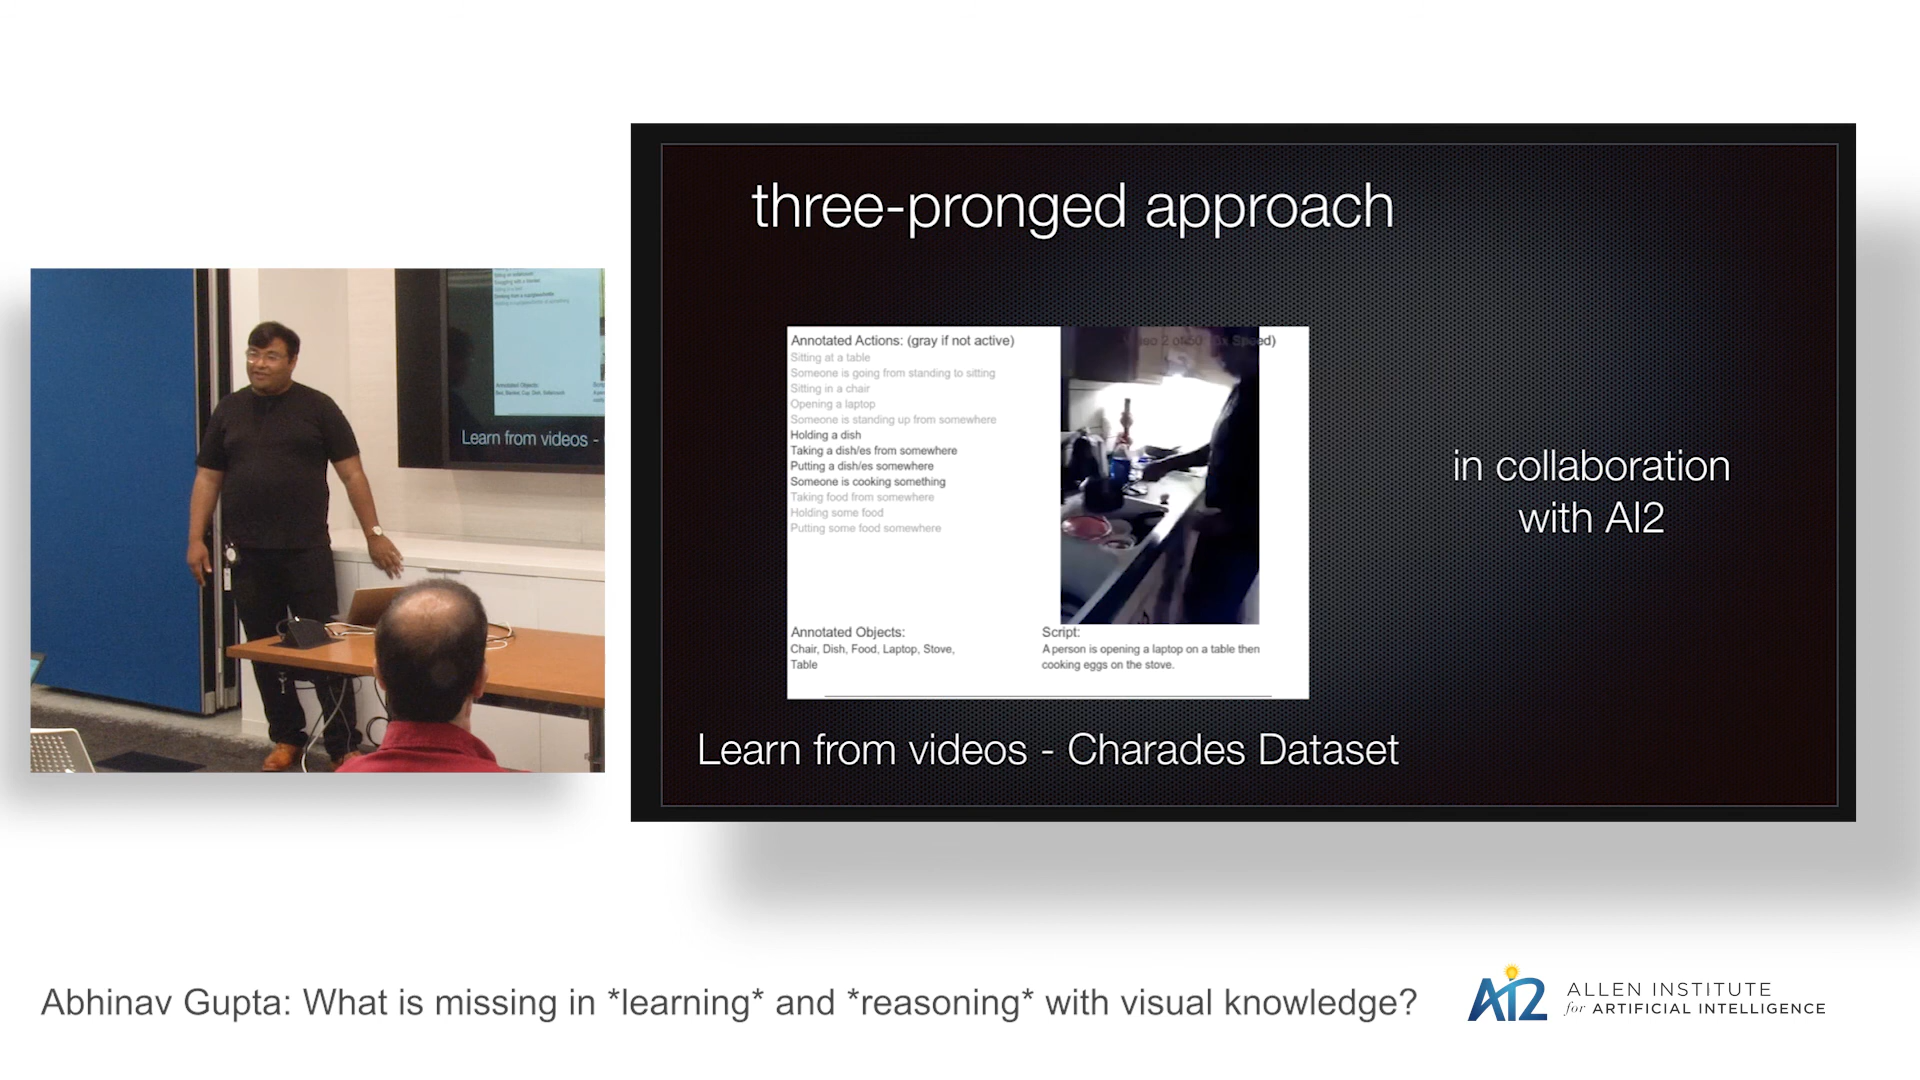 three-pronged approach
Annotated Actions: (gray if not active)
Sitting at a table
Someone is going from standing to sitting
Sitting in a chair
Opening a laptop
Someone is standing up from somewhere
Holding a dish
Taking a dish/es from somewhere
Putting a dish/es somewhere
Someone is cooking something
Taking food from somewhere
Holding some food
Putting some food somewhere
Annotated Objects:
Chair, Dish, Food, Laptop, Stove,
Table
Script:
A person is opening a laptop on a table then
cooking eggs on the stove.
in collaboration
with AI2
Learn from videos - Charades Dataset
Learn from videos -
Abhinav Gupta: What is missing in *learning* and *reasoning* with visual knowledge?
AI2
ALLEN INSTITUTE
for ARTIFICIAL INTELLIGENCE